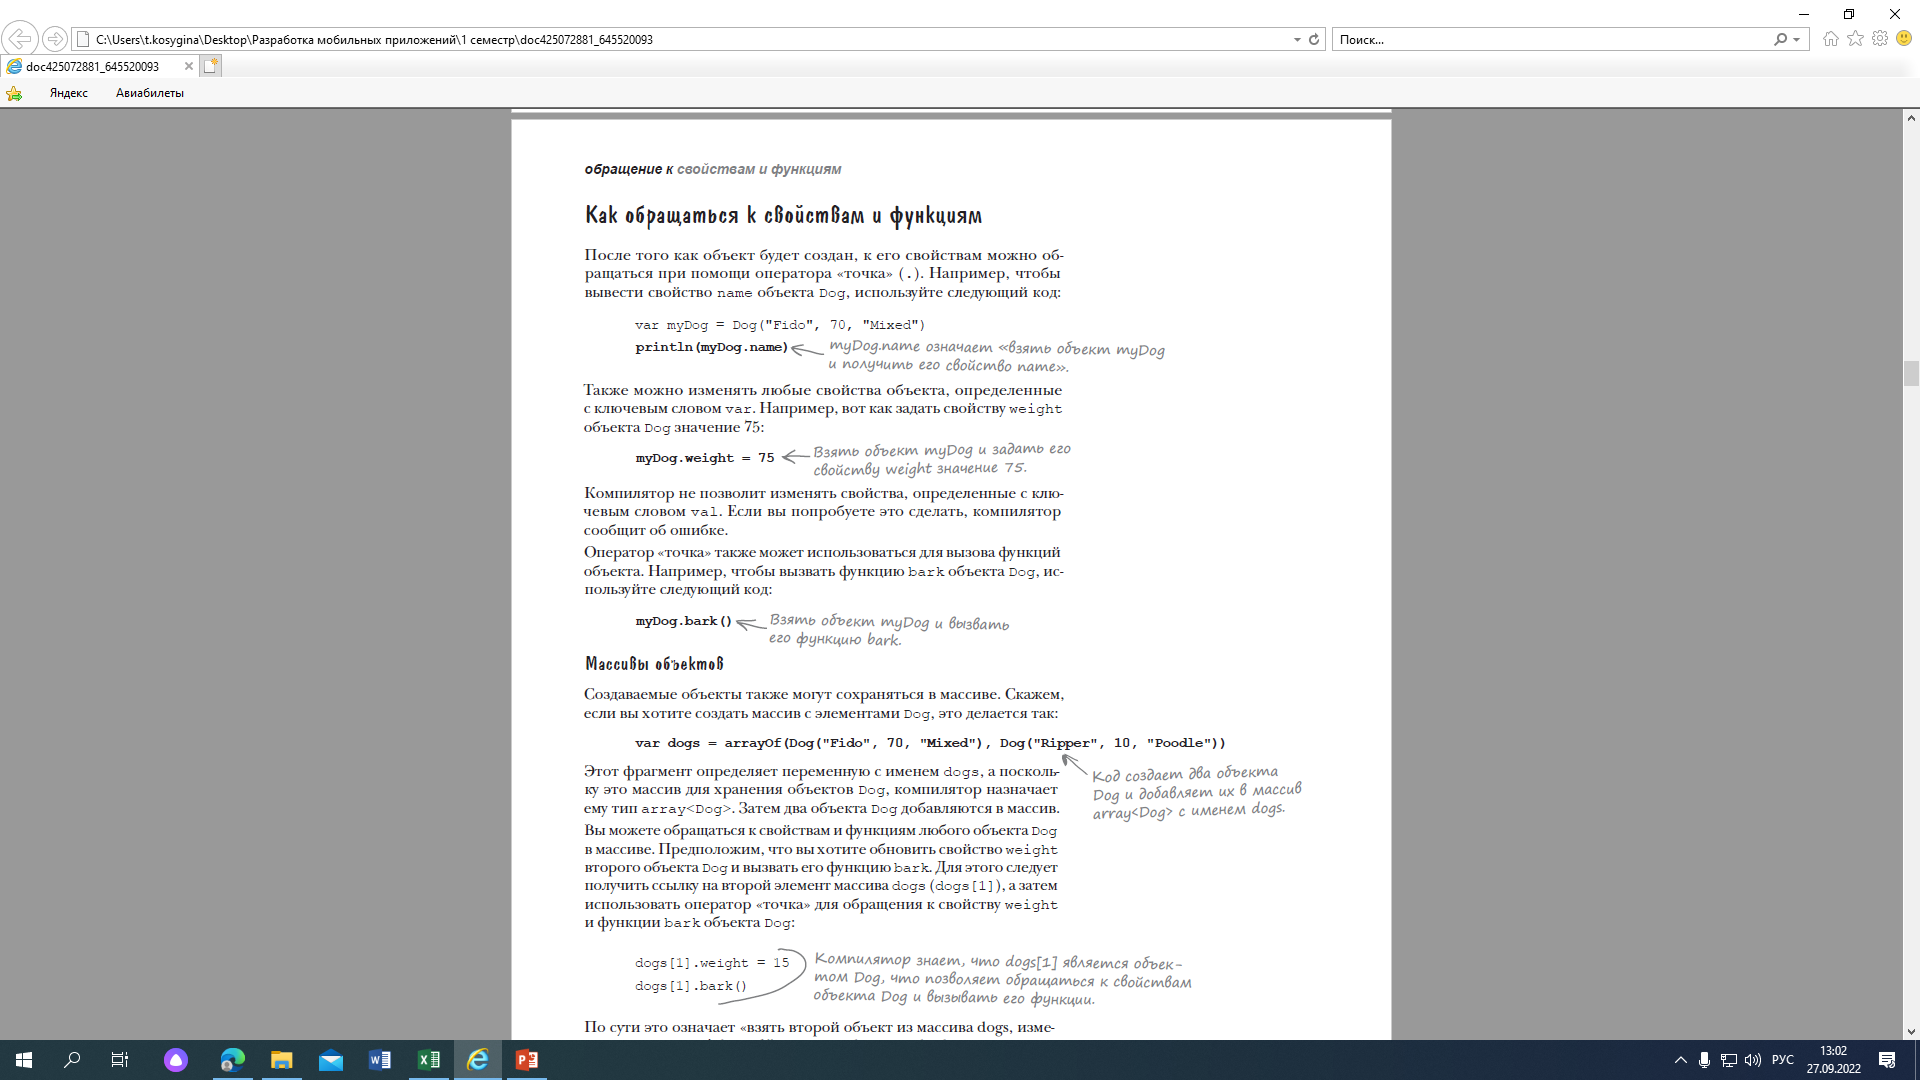 C:\Users\t.kosygina\Desktop\Разработка мобильных приложений\1 семестр\doc425072881_645520093
Поиск...
doc425072881_645520093
Яндекс
Авиабилеты
обращение к свойствам и функциям
Как обращаться к свойствам и функциям
После того как объект будет создан, к его свойствам можно об-
ращаться при помощи оператора «точка» (.). Например, чтобы
вывести свойство name объекта Dog, используйте следующий код:
var myDog = Dog("Fido", 70, "Mixed")
println(myDog.name)
myDog.name означает «взять объект myDog
и получить его свойство name».
Также можно изменять любые свойства объекта, определенные
с ключевым словом var. Например, вот как задать свойству weight
объекта Dog значение 75:
myDog.weight = 75
Взять объект myDog и задать его
свойству weight значение 75.
Компилятор не позволит изменять свойства, определенные с клю-
чевым словом val. Если вы попробуете это сделать, компилятор
сообщит об ошибке.
Оператор «точка» также может использоваться для вызова функций
объекта. Например, чтобы вызвать функцию bark объекта Dog, ис-
пользуйте следующий код:
myDog.bark()
Взять объект myDog и вызвать
его функцию bark.
Массивы объектов
Создаваемые объекты также могут сохраняться в массиве. Скажем,
если вы хотите создать массив с элементами Dog, это делается так:
var dogs = arrayOf(Dog("Fido", 70, "Mixed"), Dog("Ripper", 10, "Poodle"))
Этот фрагмент определяет переменную с именем dogs, а посколь-
ку это массив для хранения объектов Dog, компилятор назначает
ему тип array<Dog>. Затем два объекта Dog добавляются в массив.
Код создает два объекта
Dog и добавляет их в массив
array<Dog> с именем dogs.
Вы можете обращаться к свойствам и функциям любого объекта Dog
в массиве. Предположим, что вы хотите обновить свойство weight
второго объекта Dog и вызвать его функцию bark. Для этого следует
получить ссылку на второй элемент массива dogs (dogs[1]), а затем
использовать оператор «точка» для обращения к свойству weight
и функции bark объекта Dog:
dogs[1].weight = 15
dogs[1].bark()
Компилятор знает, что dogs[1] является объек-
том Dog, что позволяет обращаться к свойствам
объекта Dog и вызывать его функции.
По сути это означает «взять второй объект из массива dogs, изме-
РУС
13:02
27.09.2022